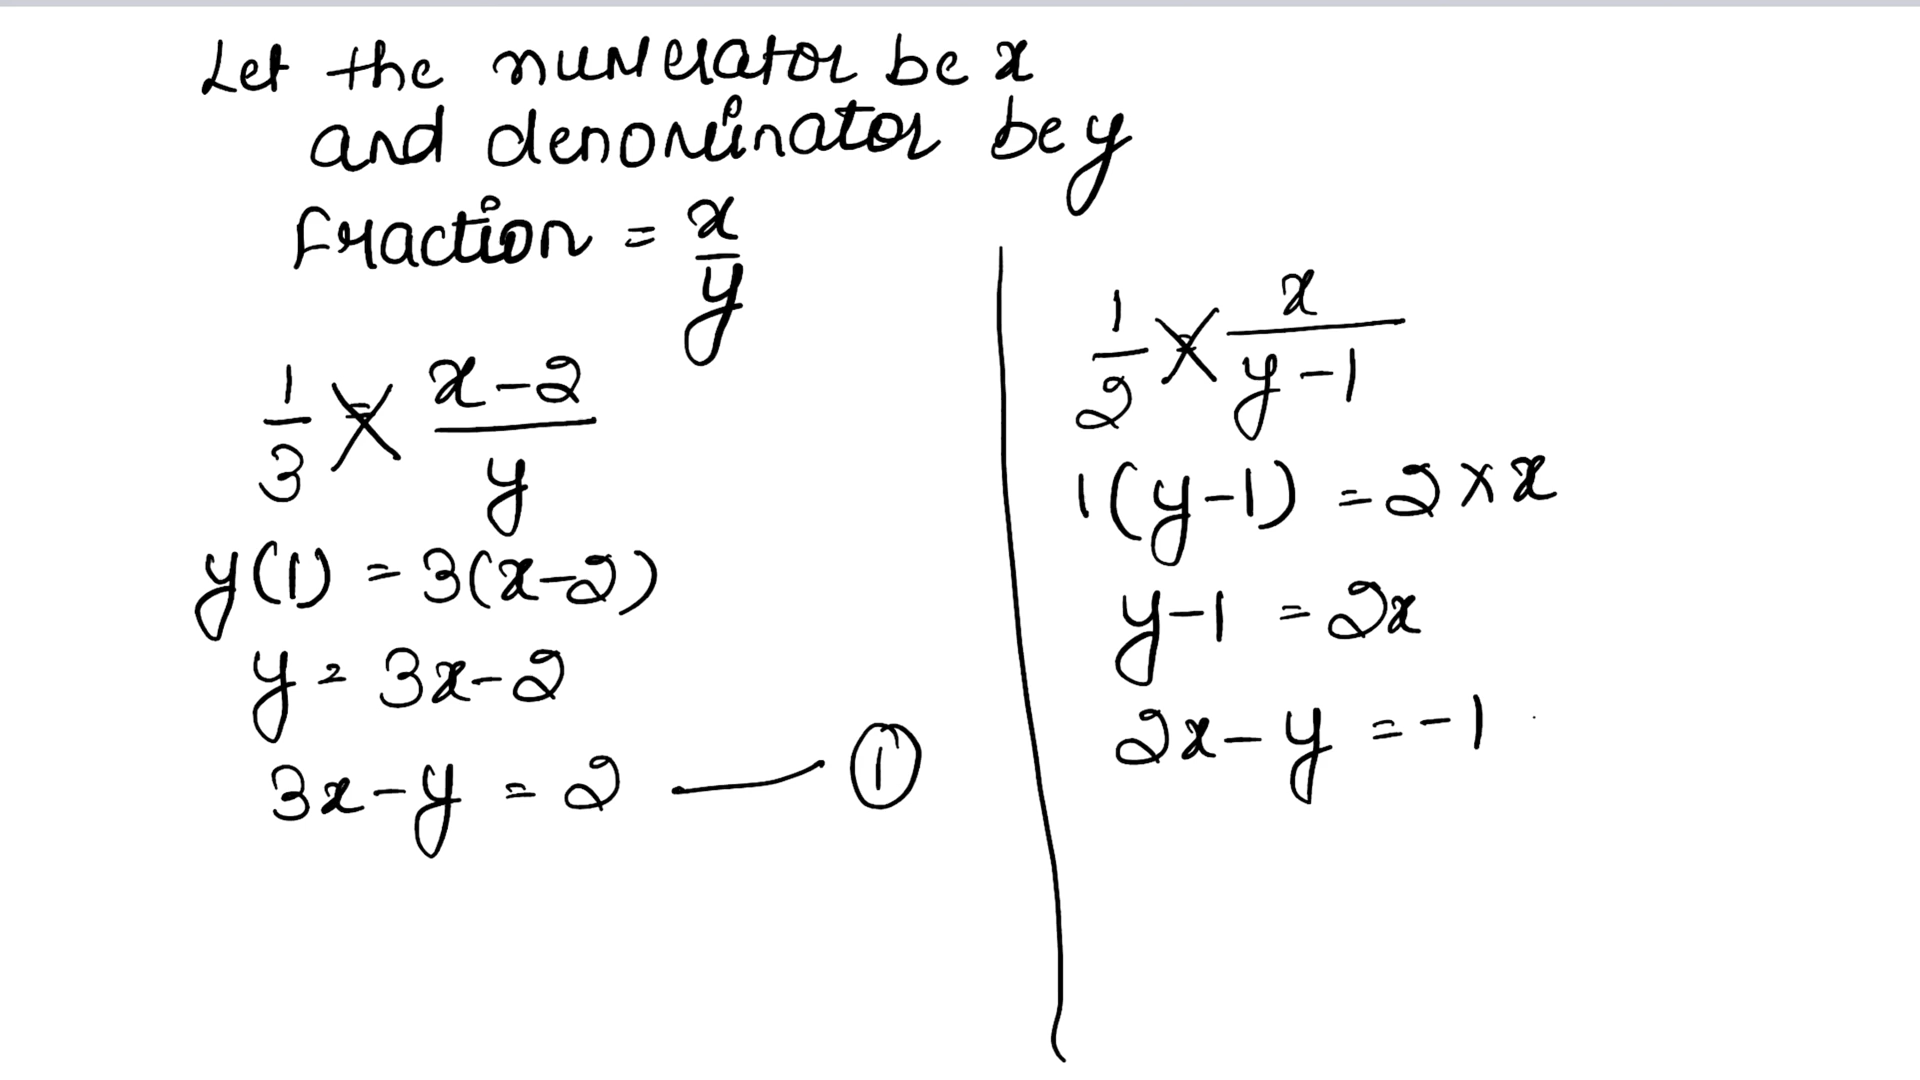 Let the numerator be x
and denominator be y
fraction = x/y
1/3 = x-2/y
y(1) = 3(x-2)
y = 3x-2
3x-y = 2 — ①
1/2 = x/y-1
1(y-1) = 2×x
y-1 = 2x
2x-y = -1